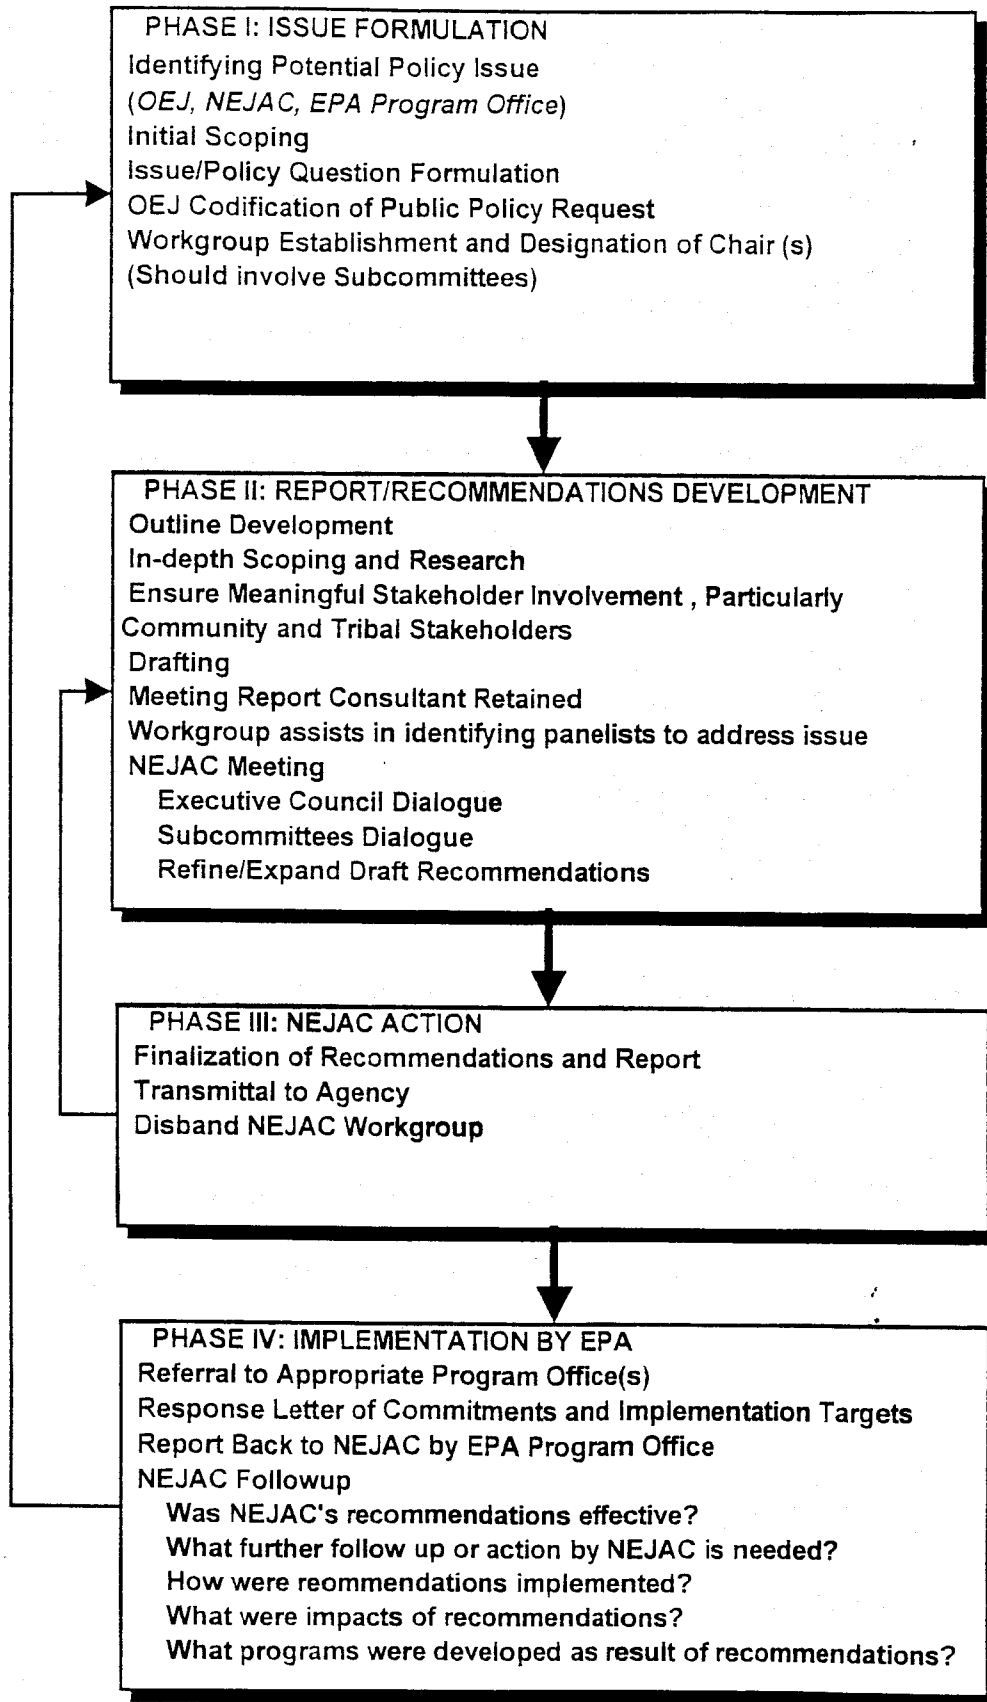 PHASE I: ISSUE FORMULATION
Identifying Potential Policy Issue
(OEJ, NEJAC, EPA Program Office)
Initial Scoping
Issue/Policy Question Formulation
OEJ Codification of Public Policy Request
Workgroup Establishment and Designation of Chair (s)
(Should involve Subcommittees)
PHASE II: REPORT/RECOMMENDATIONS DEVELOPMENT
Outline Development
In-depth Scoping and Research
Ensure Meaningful Stakeholder Involvement , Particularly
Community and Tribal Stakeholders
Drafting
Meeting Report Consultant Retained
Workgroup assists in identifying panelists to address issue
NEJAC Meeting
Executive Council Dialogue
Subcommittees Dialogue
Refine/Expand Draft Recommendations
PHASE III: NEJAC ACTION
Finalization of Recommendations and Report
Transmittal to Agency
Disband NEJAC Workgroup
PHASE IV: IMPLEMENTATION BY EPA
Referral to Appropriate Program Office(s)
Response Letter of Commitments and Implementation Targets
Report Back to NEJAC by EPA Program Office
NEJAC Followup
Was NEJAC's recommendations effective?
What further follow up or action by NEJAC is needed?
How were reommendations implemented?
What were impacts of recommendations?
What programs were developed as result of recommendations?